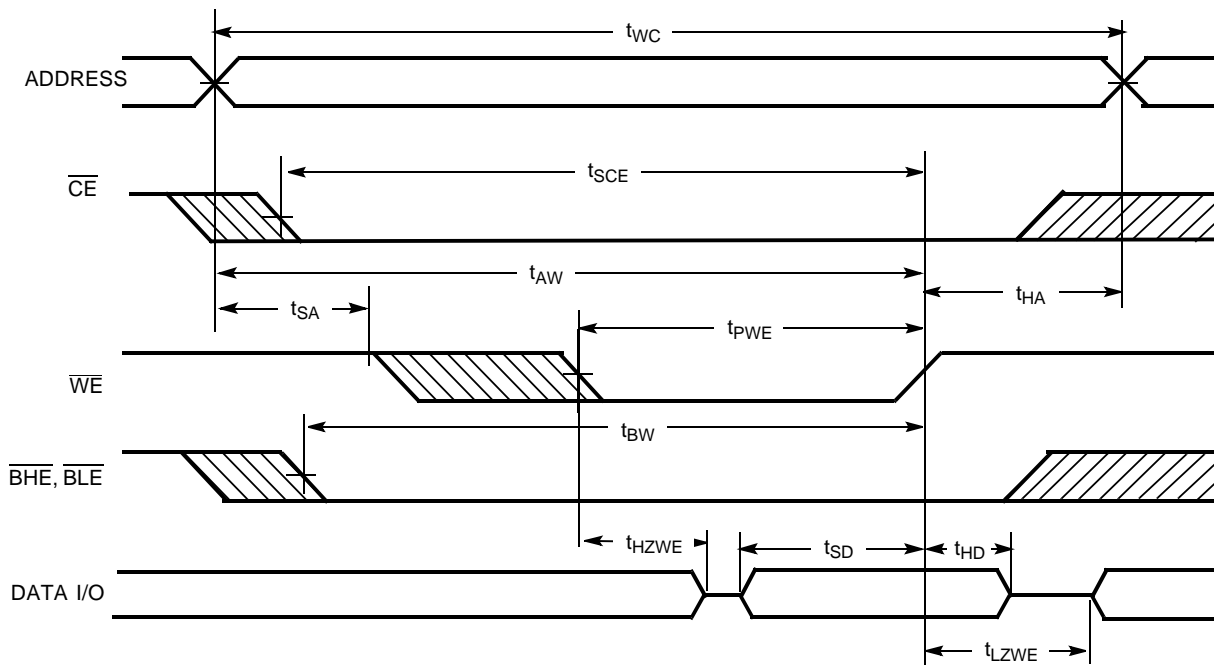 tWC
ADDRESS
tSCE
CE
tAW
tSA
tHA
tPWE
WE
tBW
BHE, BLE
tHZWE
tSD
tHD
DATA I/O
tLZWE